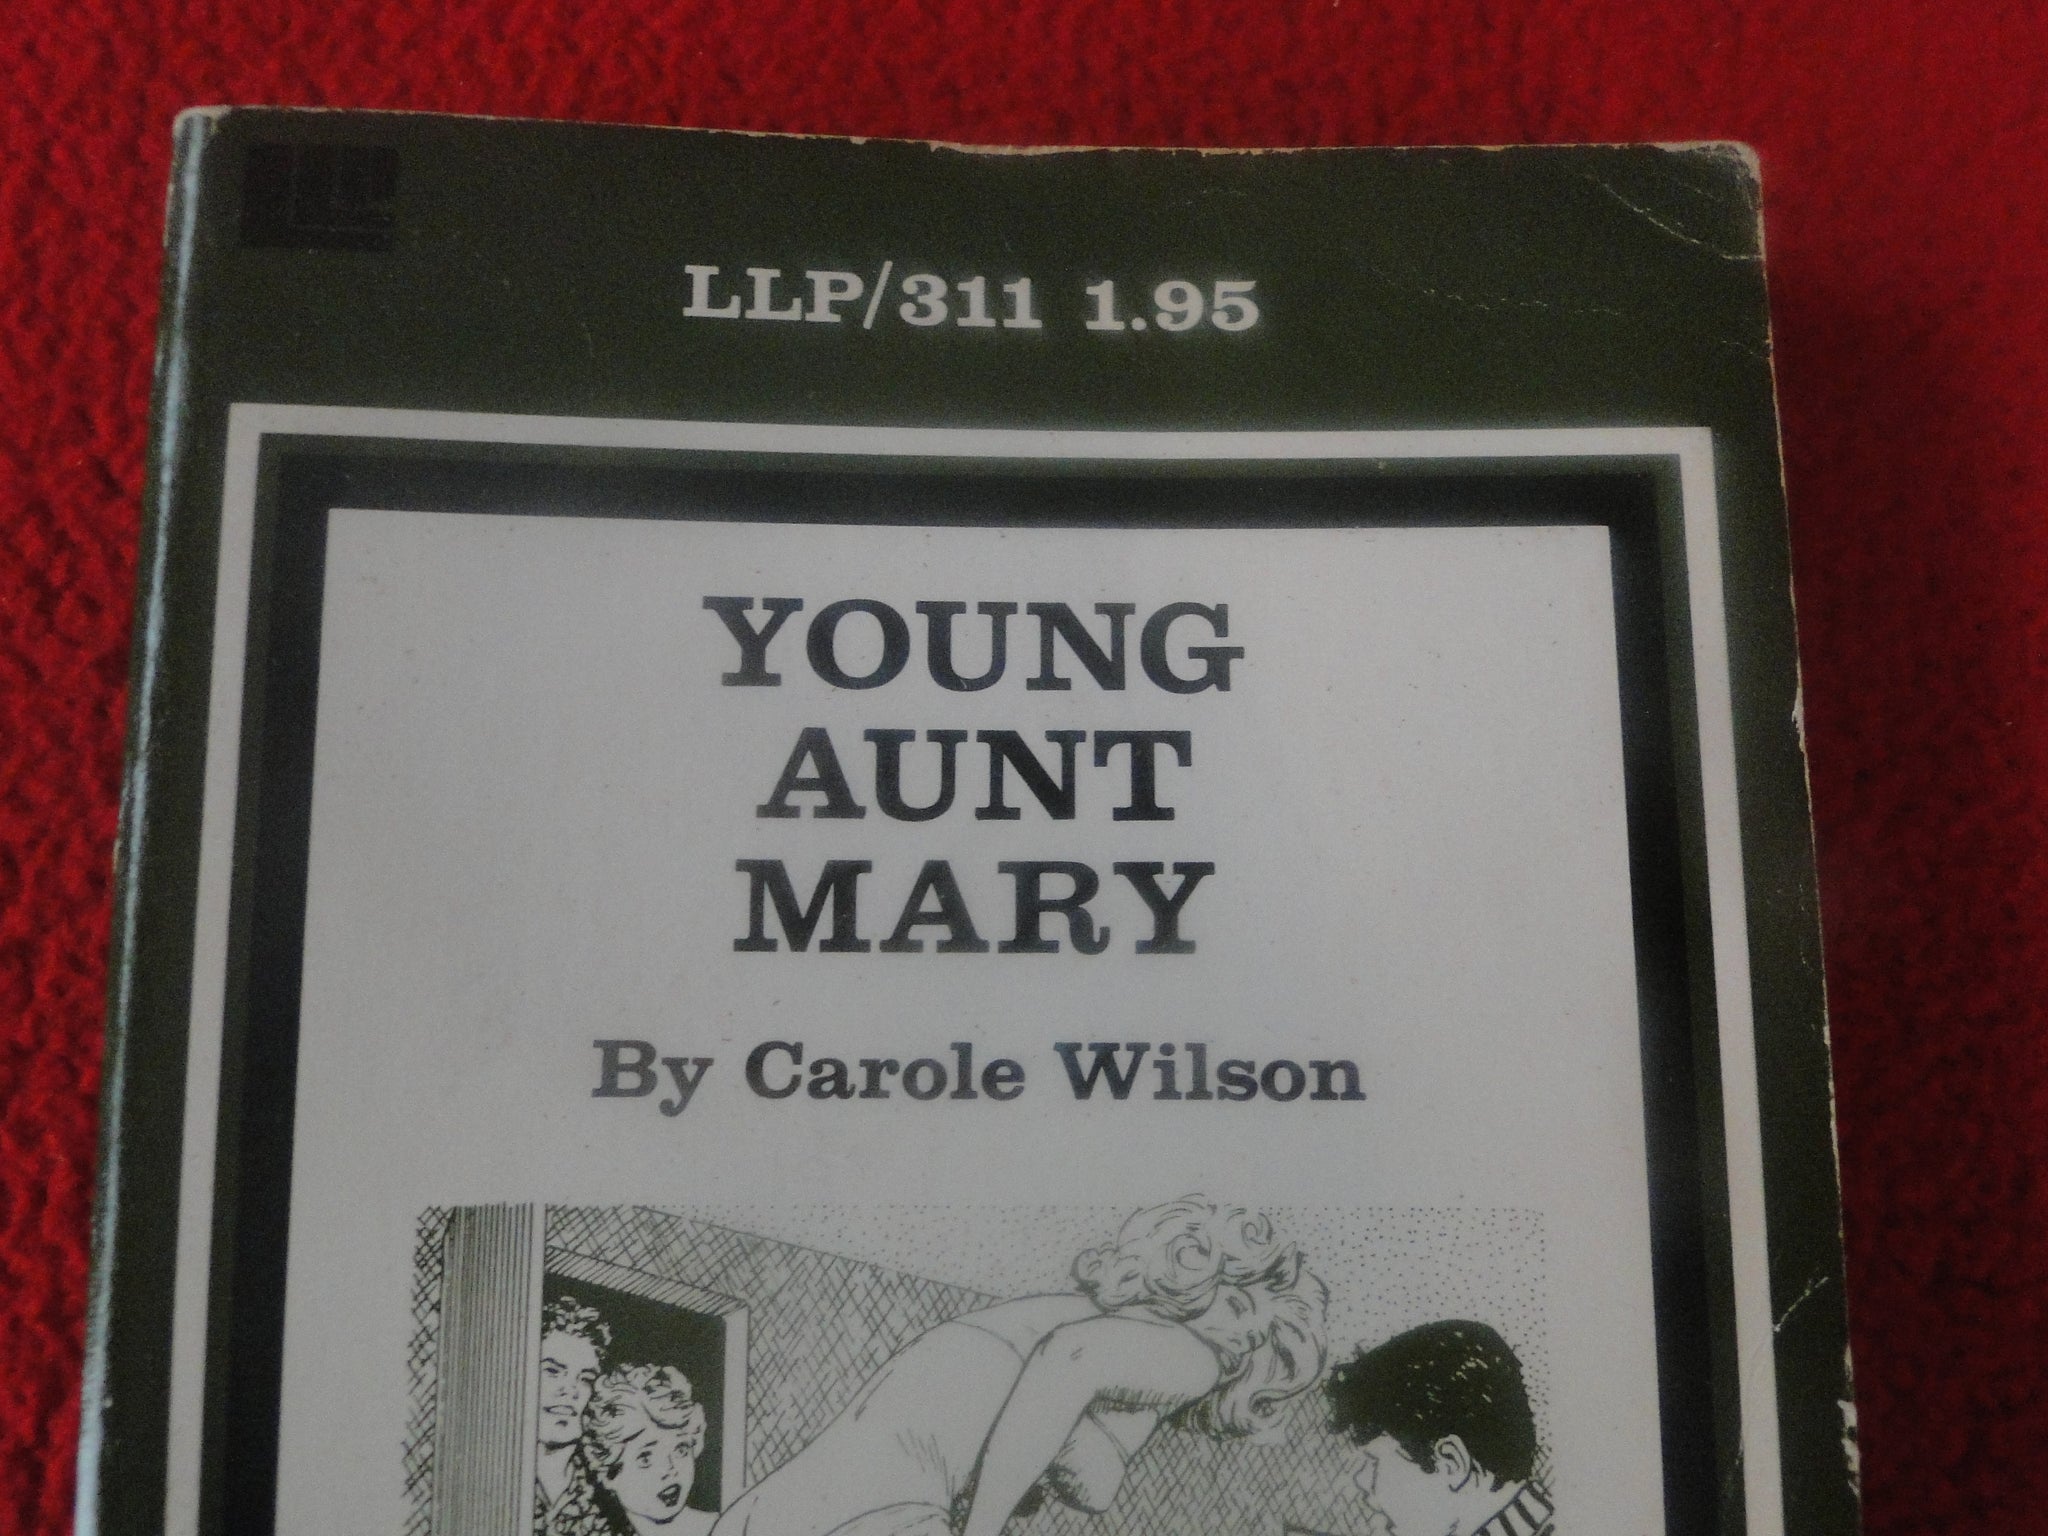 LLP/311 1.95
YOUNG
AUNT
MARY
By Carole Wilson